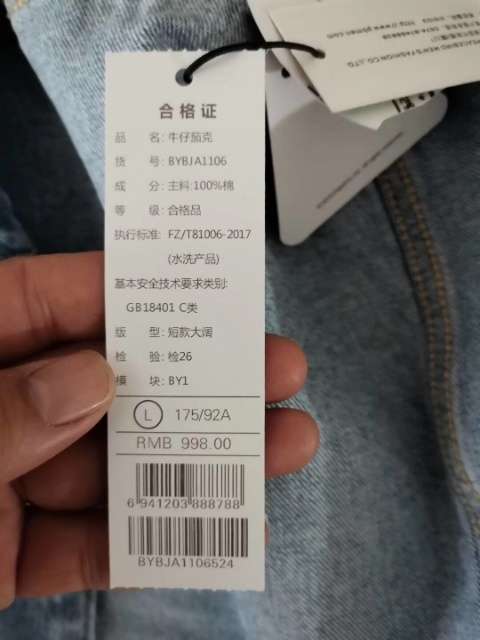 合格证
品 名: 牛仔茄克
货 号: BYBJA1106
成 分: 主料:100%棉
等 级: 合格品
执行标准: FZ/T81006-2017
(水洗产品)
基本安全技术要求类别:
GB18401 C类
版 型: 短款大阔
检 验: 检26
模 块: BY1
L 175/92A
RMB 998.00
6 941203 888788
BYBJA1106524